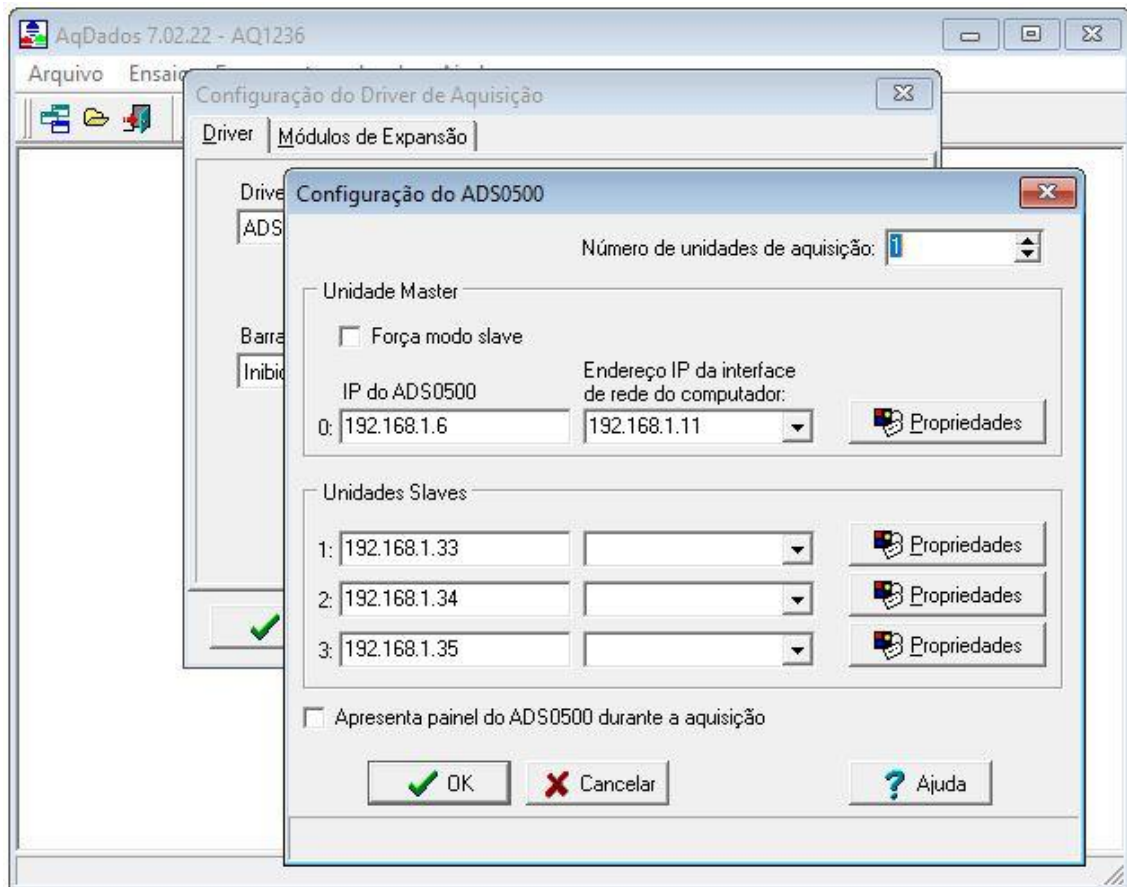 AqDados 7.02.22 - AQ1236
Arquivo Ensaio
Configuração do Driver de Aquisição
Driver Módulos de Expansão
Configuração do ADS0500
Número de unidades de aquisição: 1
Unidade Master
Força modo slave
Endereço IP da interface
IP do ADS0500 de rede do computador:
0: 192.168.1.6 192.168.1.11 Propriedades
Unidades Slaves
1: 192.168.1.33 Propriedades
2: 192.168.1.34 Propriedades
3: 192.168.1.35 Propriedades
Apresenta painel do ADS0500 durante a aquisição
OK Cancelar Ajuda